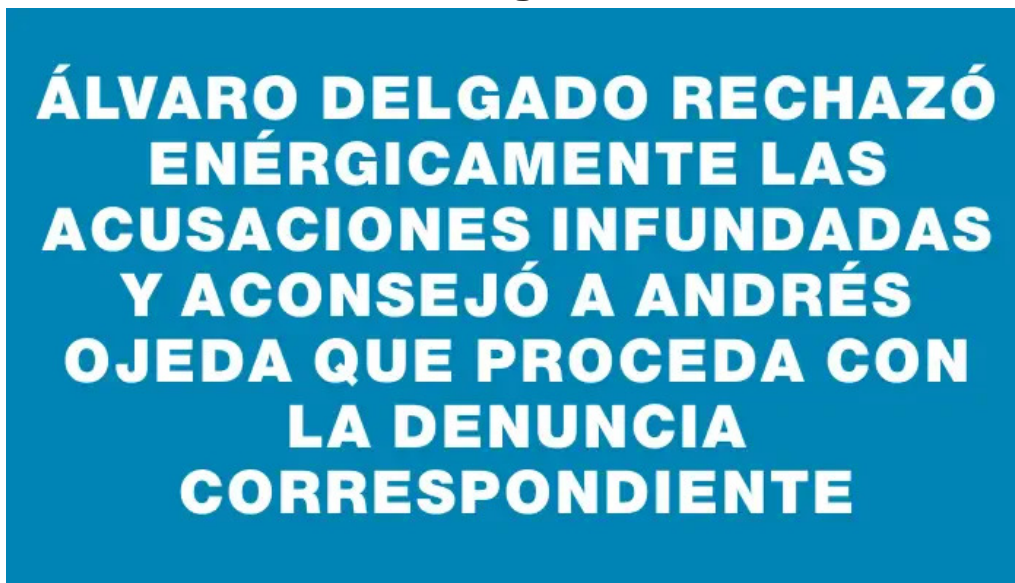 ÁLVARO DELGADO RECHAZÓ
ENÉRGICAMENTE LAS
ACUSACIONES INFUNDADAS
Y ACONSEJÓ A ANDRÉS
OJEDA QUE PROCEDA CON
LA DENUNCIA
CORRESPONDIENTE